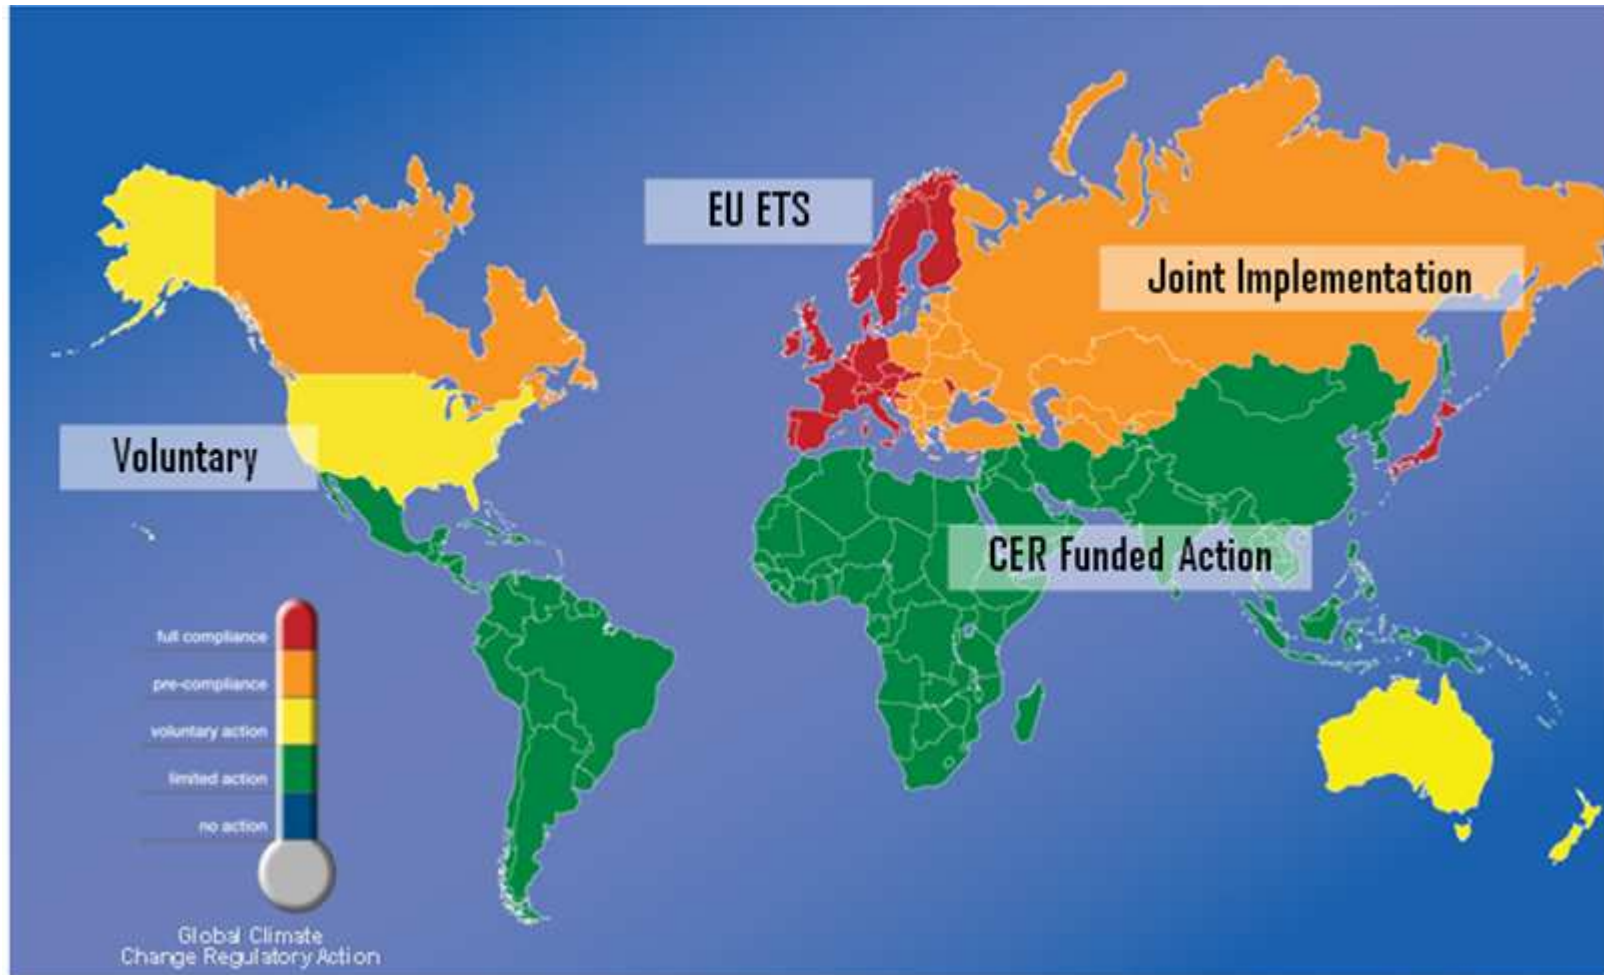 EU ETS
Joint Implementation
Voluntary
CER Funded Action
full compliance
pre-compliance
voluntary action
limited action
no action
Global Climate
Change Regulatory Action